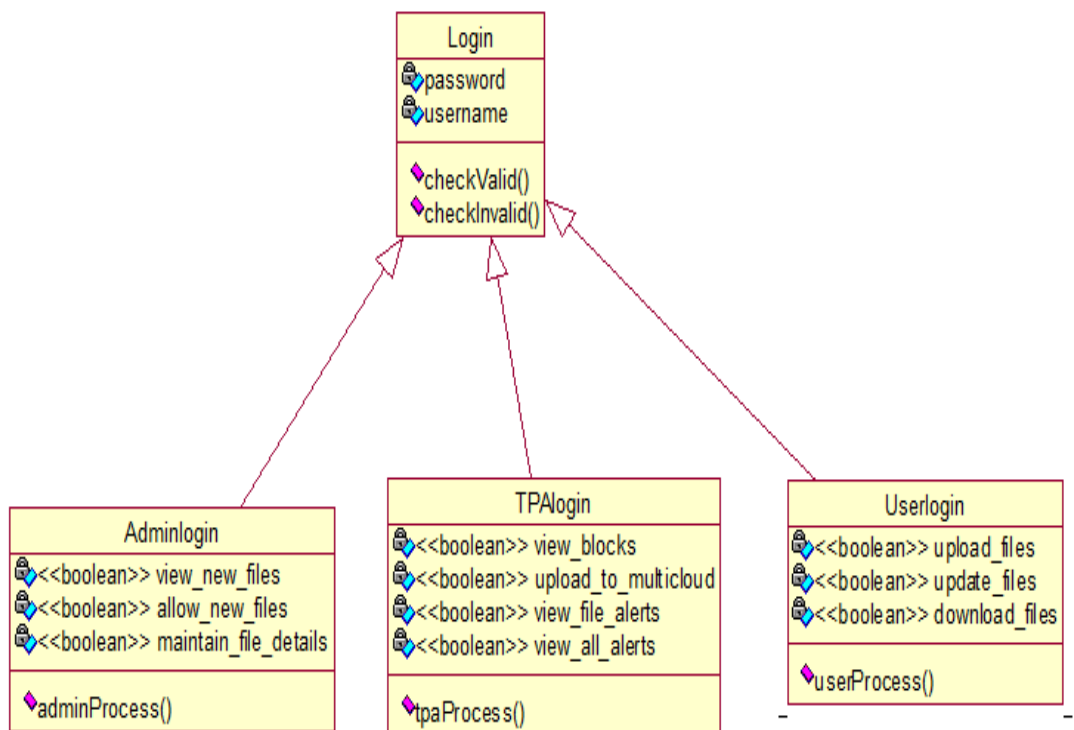 Login
password
username
checkValid()
checkInvalid()
Adminlogin
<<boolean>> view_new_files
<<boolean>> allow_new_files
<<boolean>> maintain_file_details
adminProcess()
TPAlogin
<<boolean>> view_blocks
<<boolean>> upload_to_multicloud
<<boolean>> view_file_alerts
<<boolean>> view_all_alerts
tpaProcess()
Userlogin
<<boolean>> upload_files
<<boolean>> update_files
<<boolean>> download_files
userProcess()